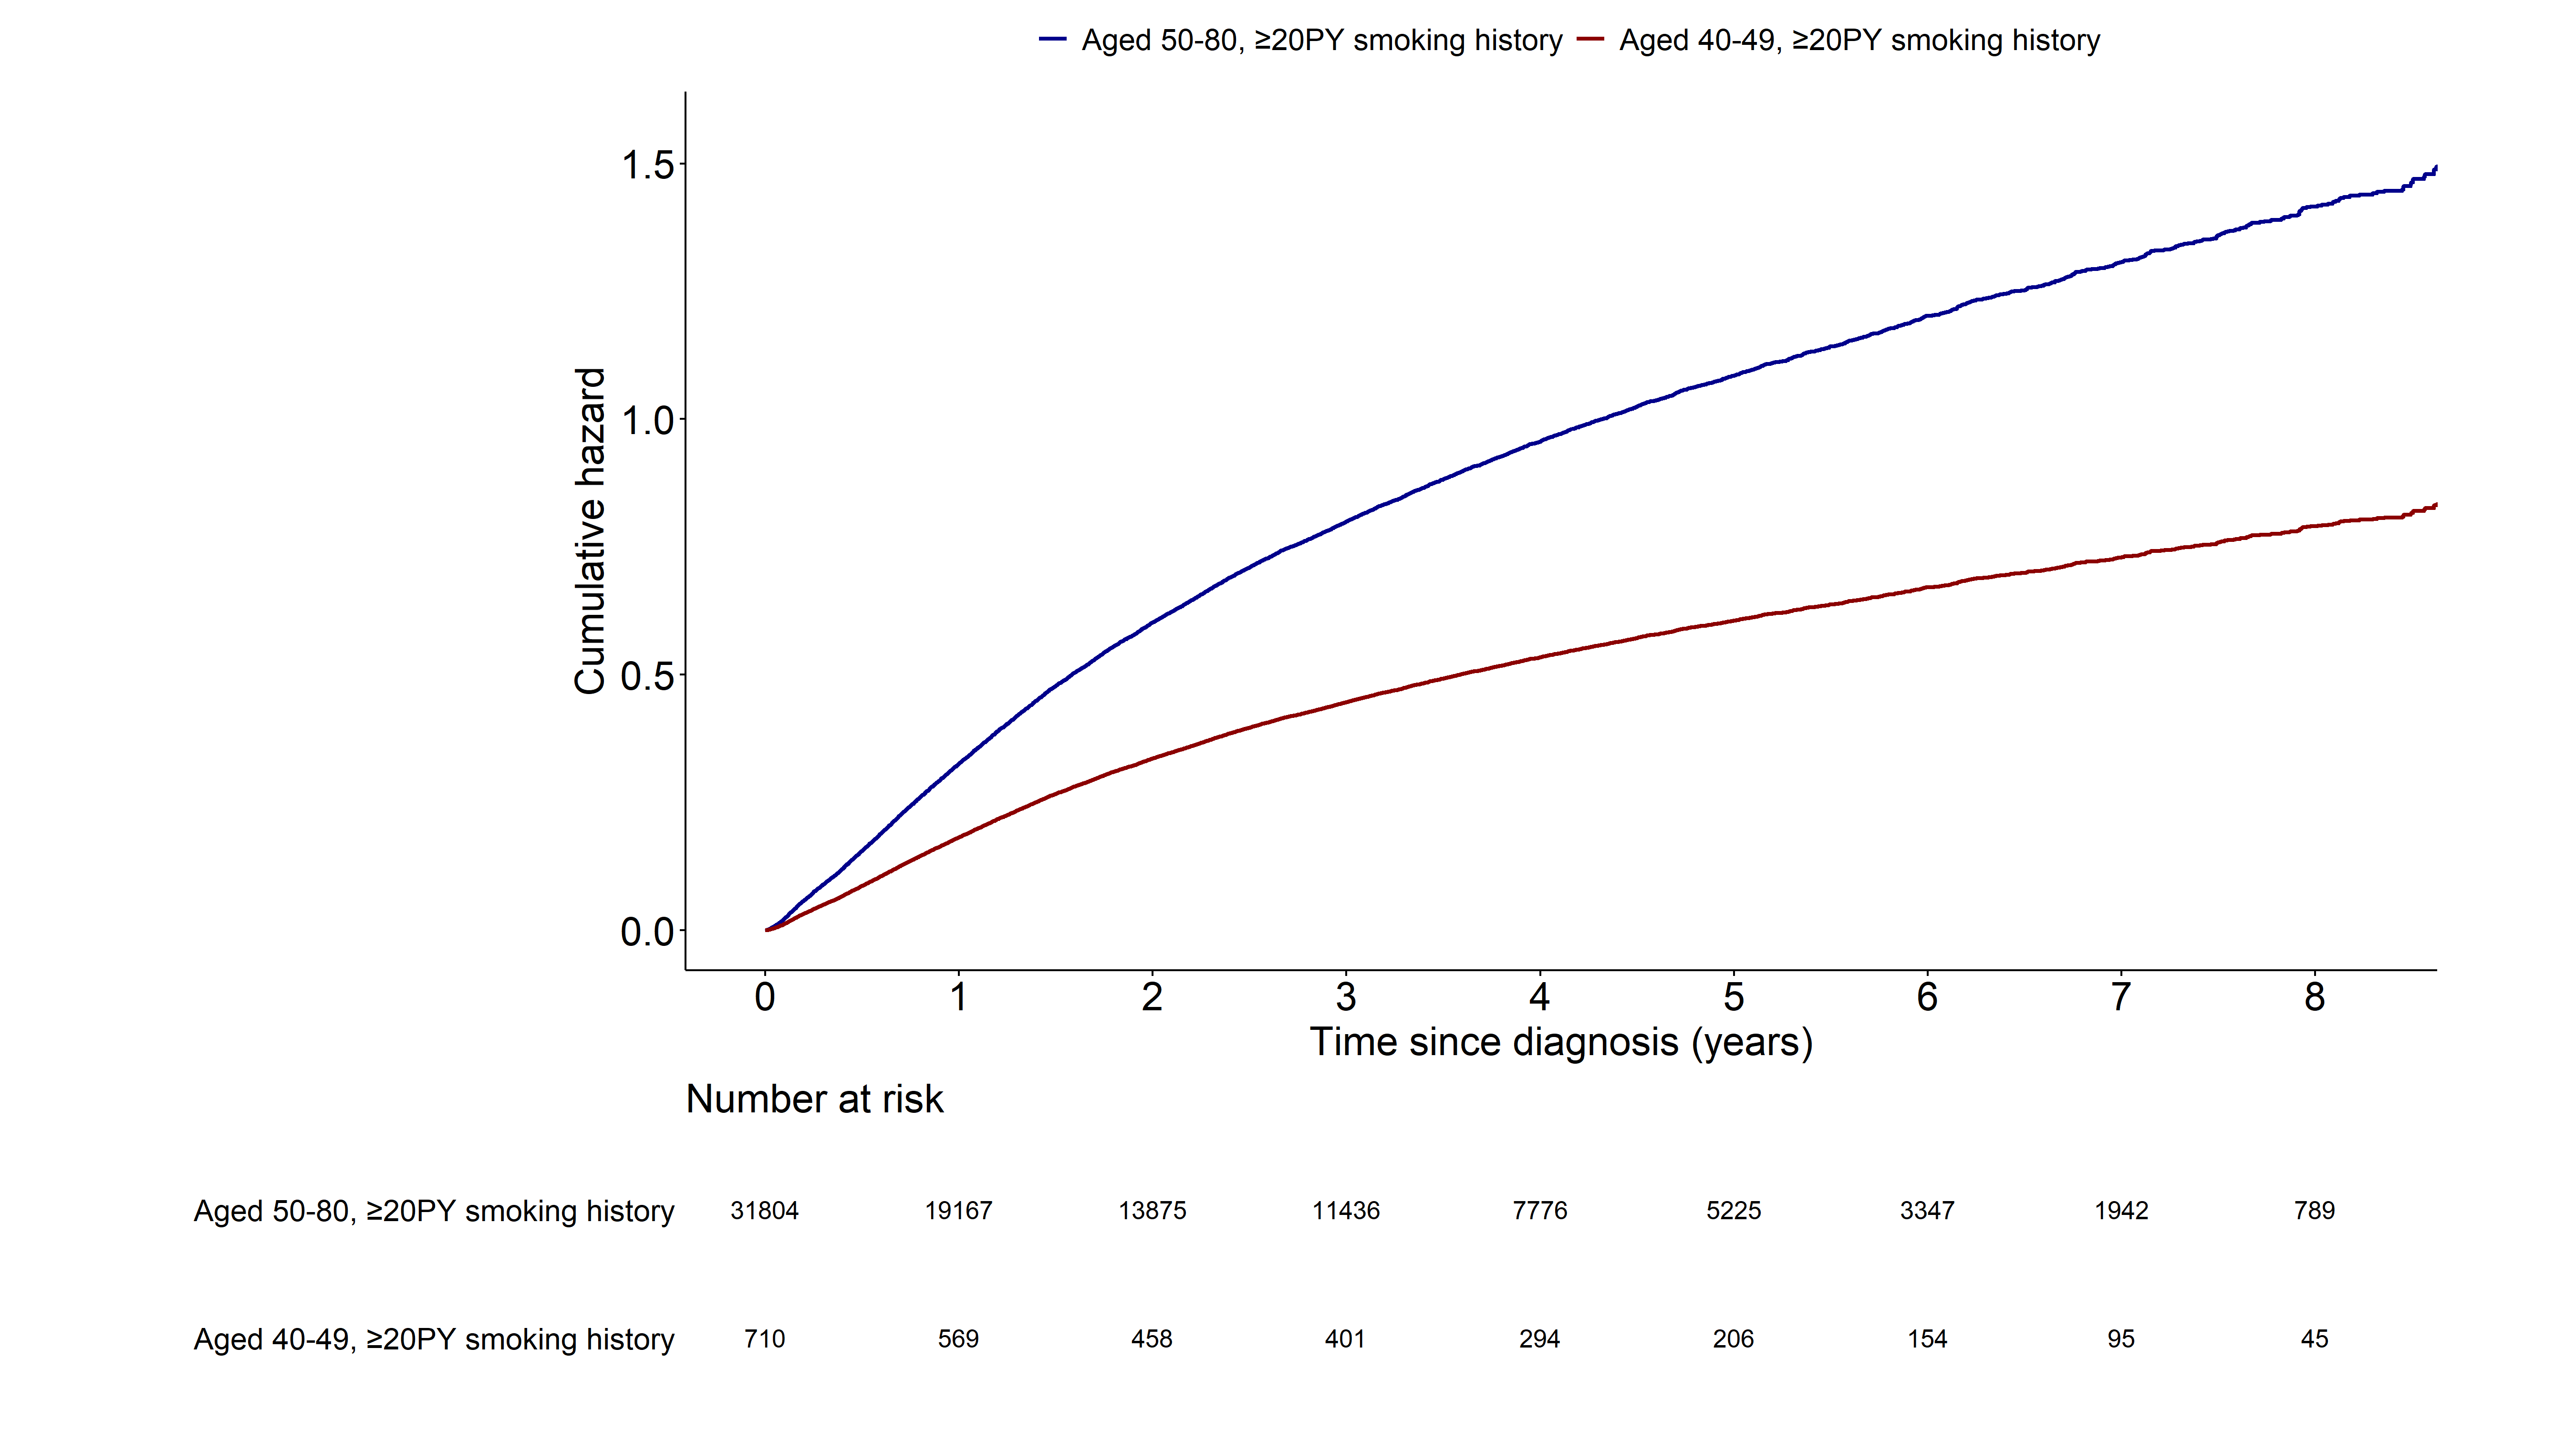 Aged 50-80, ≥20PY smoking history Aged 40-49, ≥20PY smoking history
1.5
1.0
0.5
0.0
Cumulative hazard
0 1 2 3 4 5 6 7 8
Time since diagnosis (years)
Number at risk
Aged 50-80, ≥20PY smoking history 31804 19167 13875 11436 7776 5225 3347 1942 789
Aged 40-49, ≥20PY smoking history 710 569 458 401 294 206 154 95 45